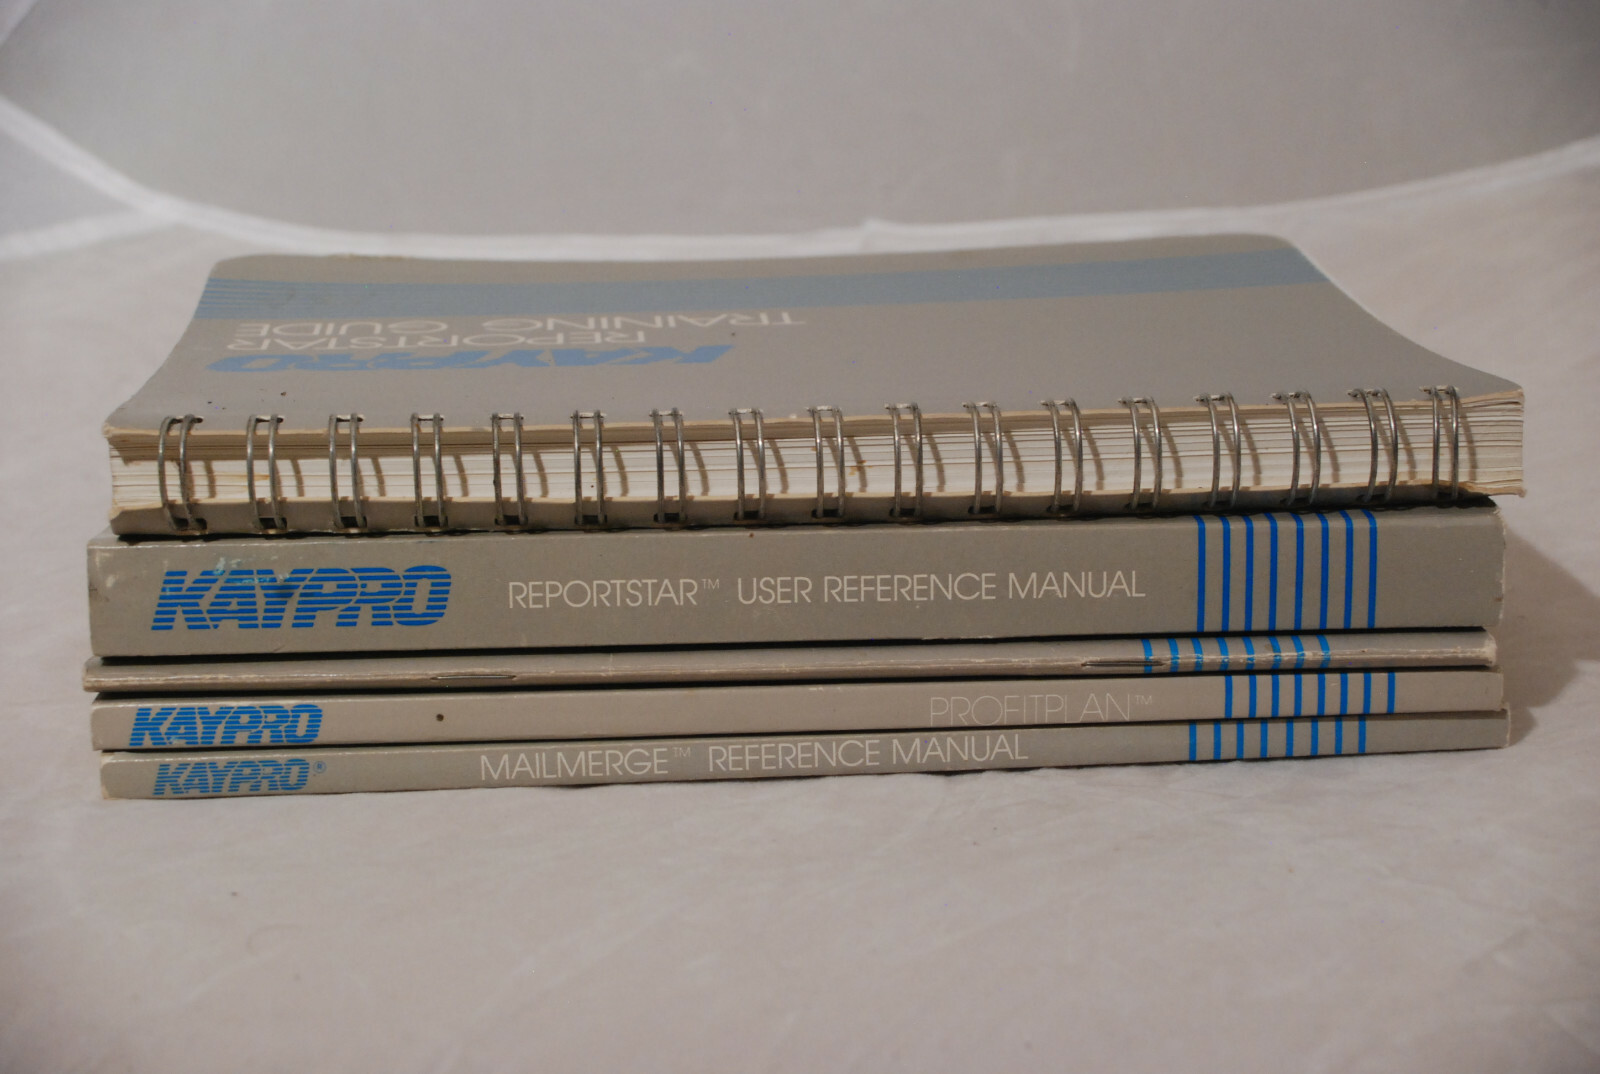 KAYPRO
REPORTSTAR
TRAINING GUIDE
KAYPRO REPORTSTAR™ USER REFERENCE MANUAL
KAYPRO PROFITPLAN™
KAYPRO® MAILMERGE™ REFERENCE MANUAL